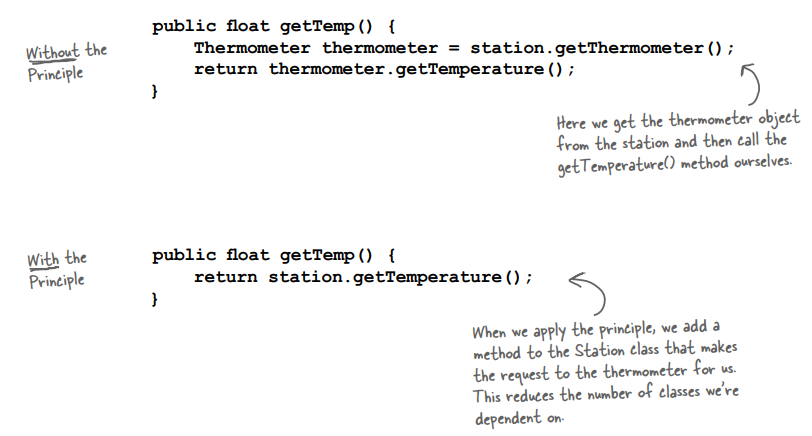 public float getTemp() {
Without the
Principle
Thermometer thermometer = station.getThermometer();
return thermometer.getTemperature();
}
Here we get the thermometer object
from the station and then call the
getTemperature() method ourselves.
With the
Principle
public float getTemp() {
return station.getTemperature();
}
When we apply the principle, we add a
method to the Station class that makes
the request to the thermometer for us.
This reduces the number of classes we're
dependent on.